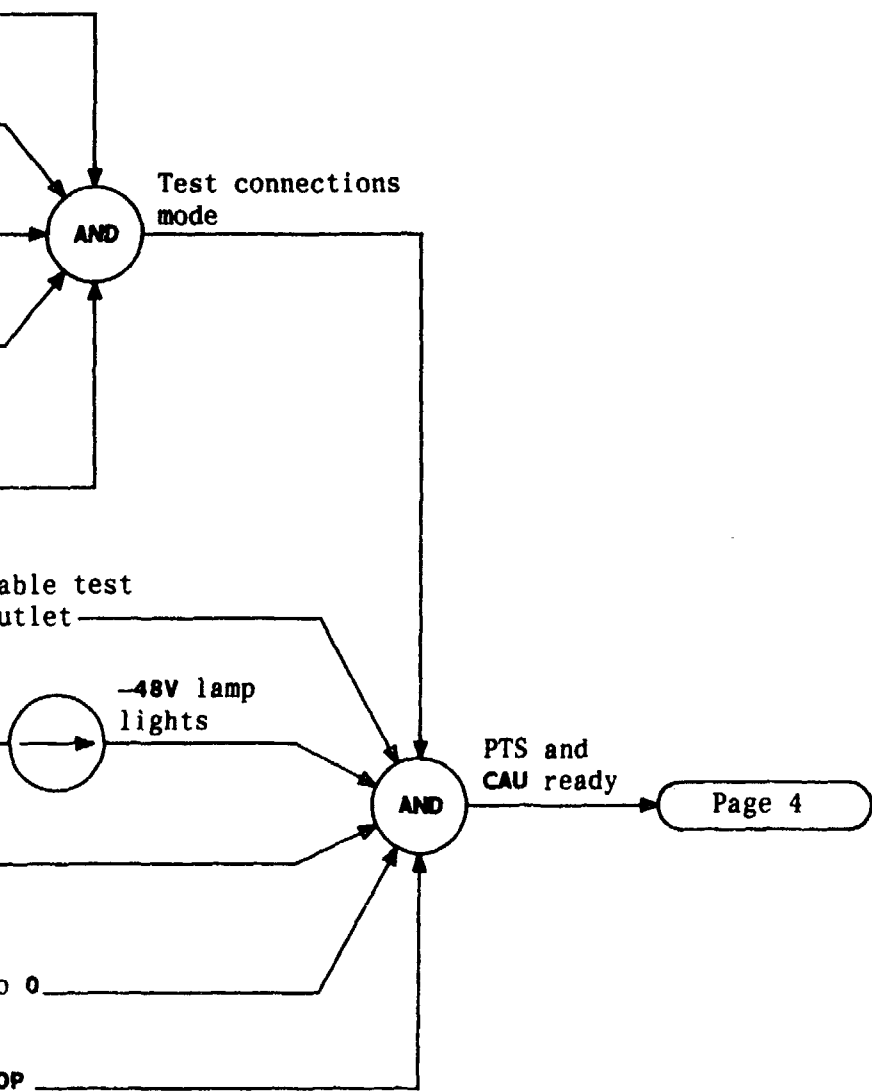 Test connections
mode
AND
able test
utlet
–48V lamp
lights
PTS and
CAU ready
AND
Page 4
o 0
OP